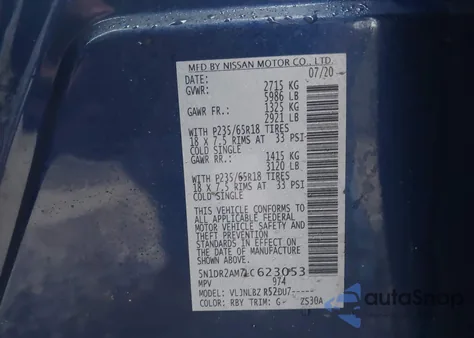 MFD BY NISSAN MOTOR CO., LTD.
DATE: 07/20
GVWR: 2715 KG
5986 LB
GAWR FR.: 1325 KG
2921 LB
WITH P235/65R18 TIRES
18 X 7.5 RIMS AT 33 PSI
COLD SINGLE
GAWR RR.: 1415 KG
3120 LB
WITH P235/65R18 TIRES
18 X 7.5 RIMS AT 33 PSI
COLD SINGLE
THIS VEHICLE CONFORMS TO
ALL APPLICABLE FEDERAL
MOTOR VEHICLE SAFETY AND
THEFT PREVENTION
STANDARDS IN EFFECT ON
THE DATE OF MANUFACTURE
SHOWN ABOVE.
MPV 974
MODEL:
COLOR: RBY TRIM: G- ZS30A
autoSnap